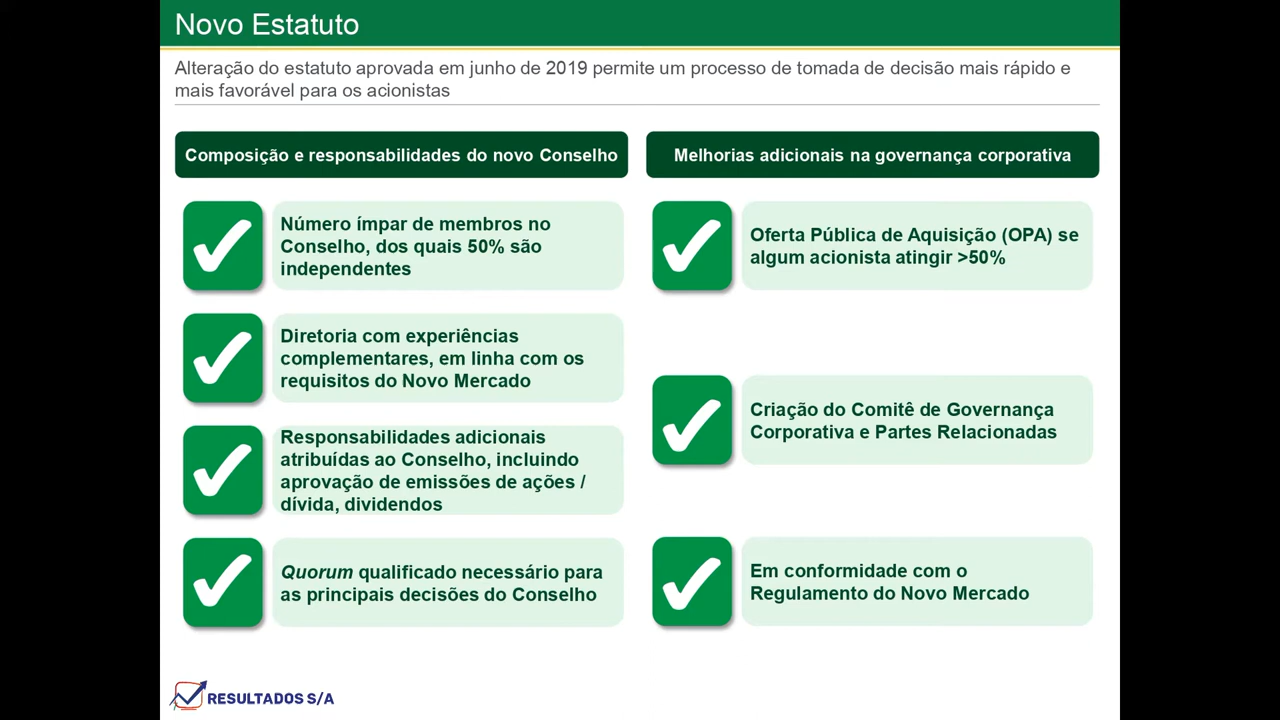 Novo Estatuto
Alteração do estatuto aprovada em junho de 2019 permite um processo de tomada de decisão mais rápido e
mais favorável para os acionistas
Composição e responsabilidades do novo Conselho
Número ímpar de membros no
Conselho, dos quais 50% são
independentes
Diretoria com experiências
complementares, em linha com os
requisitos do Novo Mercado
Responsabilidades adicionais
atribuídas ao Conselho, incluindo
aprovação de emissões de ações /
dívida, dividendos
Quorum qualificado necessário para
as principais decisões do Conselho
Melhorias adicionais na governança corporativa
Oferta Pública de Aquisição (OPA) se
algum acionista atingir >50%
Criação do Comitê de Governança
Corporativa e Partes Relacionadas
Em conformidade com o
Regulamento do Novo Mercado
RESULTADOS S/A